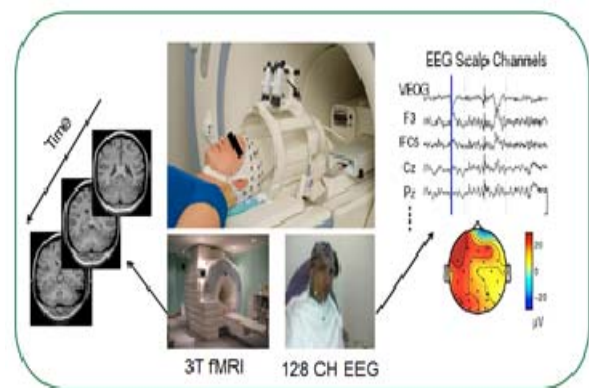 EEG Scalp Channels
VEOG
F3
FC5
Cz
Pz
Time
20
0
-20
µV
3T fMRI
128 CH EEG